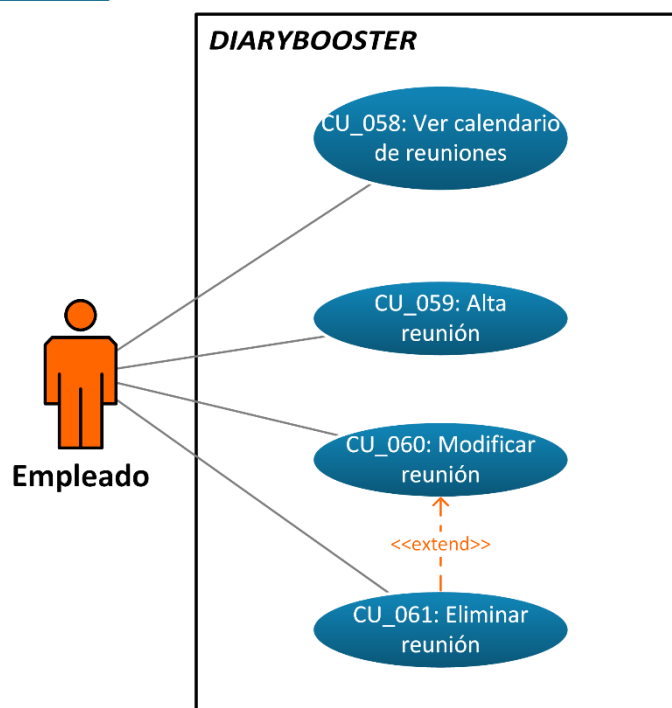 DIARYBOOSTER
CU_058: Ver calendario
de reuniones
CU_059: Alta
reunión
CU_060: Modificar
reunión
Empleado
<<extend>>
CU_061: Eliminar
reunión